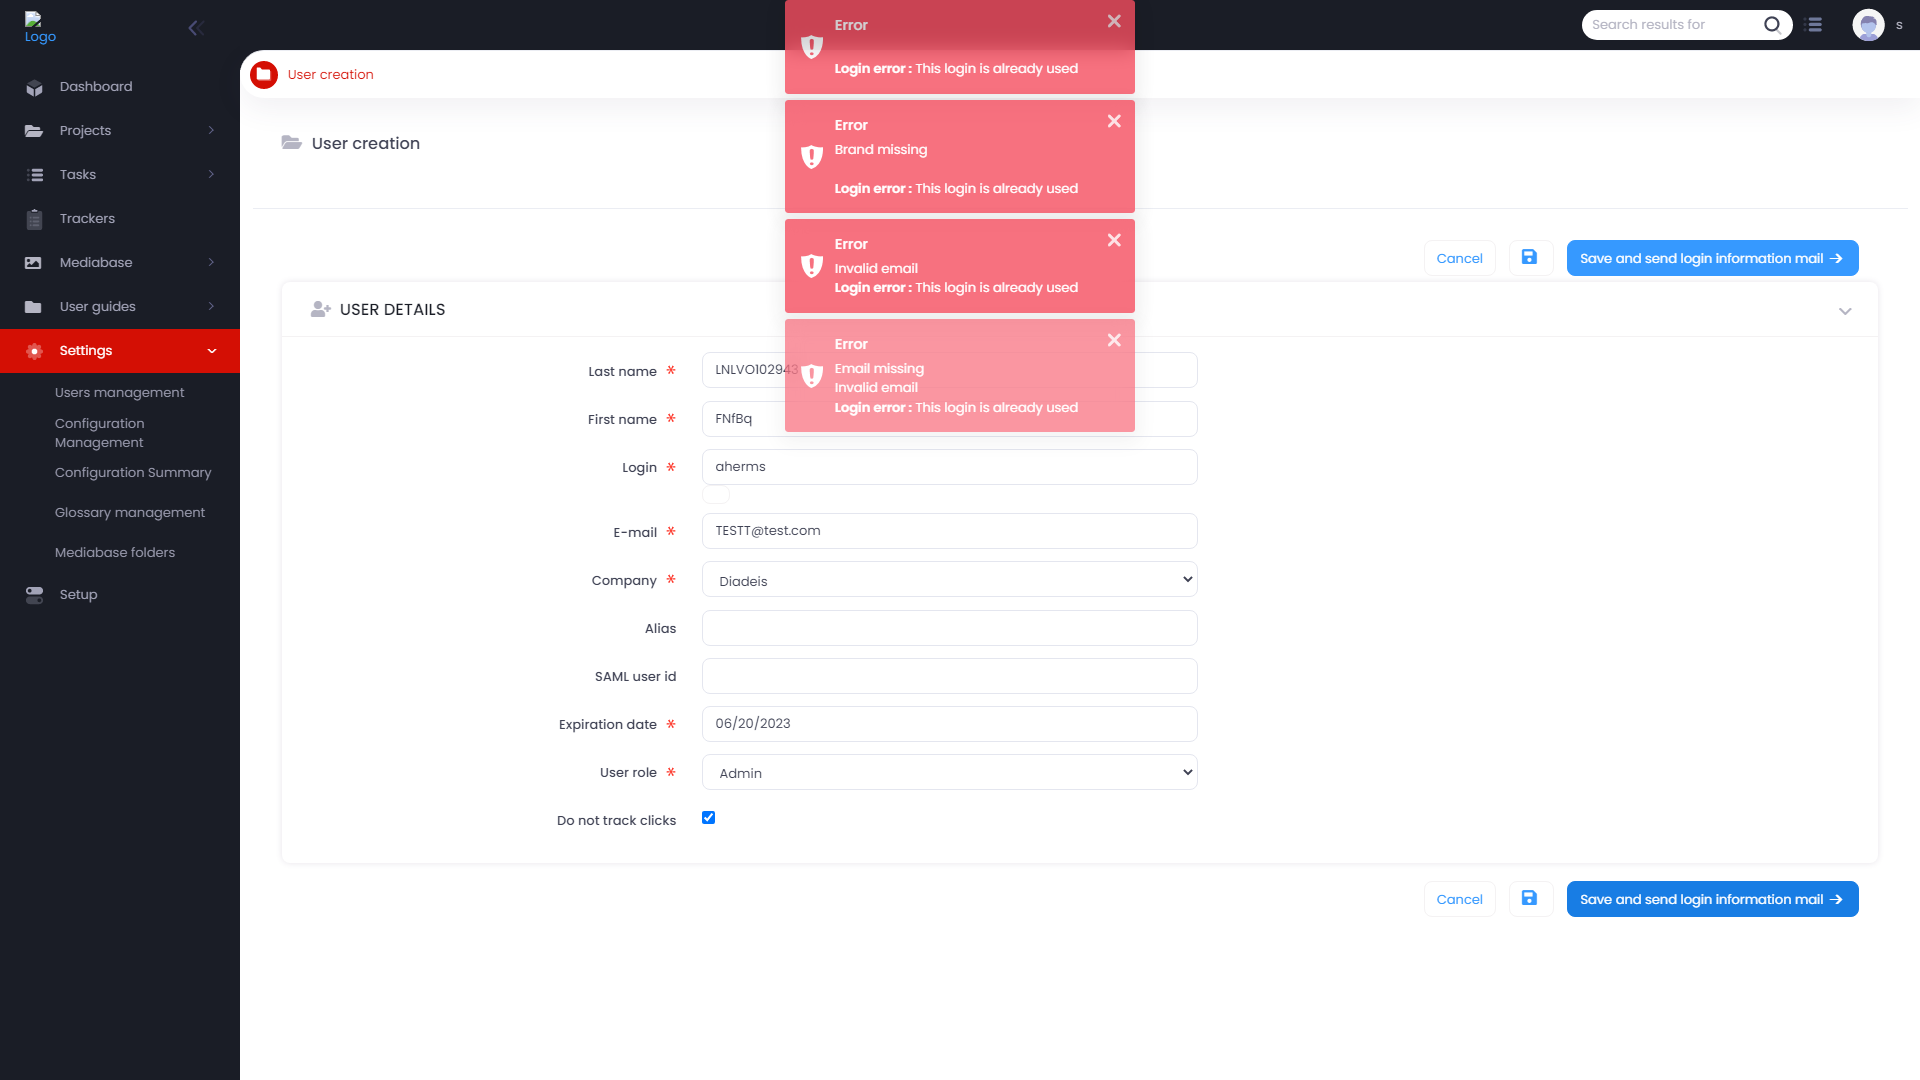 Logo
Dashboard
Projects
Tasks
Trackers
Mediabase
User guides
Settings
Users management
Configuration
Management
Configuration Summary
Glossary management
Mediabase folders
Setup
Search results for
s
User creation
User creation
Error
Login error : This login is already used
Error
Brand missing
Login error : This login is already used
Error
Invalid email
Login error : This login is already used
Error
Email missing
Invalid email
Login error : This login is already used
Cancel
Save and send login information mail
USER DETAILS
Last name *
LNLVO102943
First name *
FNfBq
Login *
aherms
E-mail *
TESTT@test.com
Company *
Diadeis
Alias
SAML user id
Expiration date *
06/20/2023
User role *
Admin
Do not track clicks
Cancel
Save and send login information mail